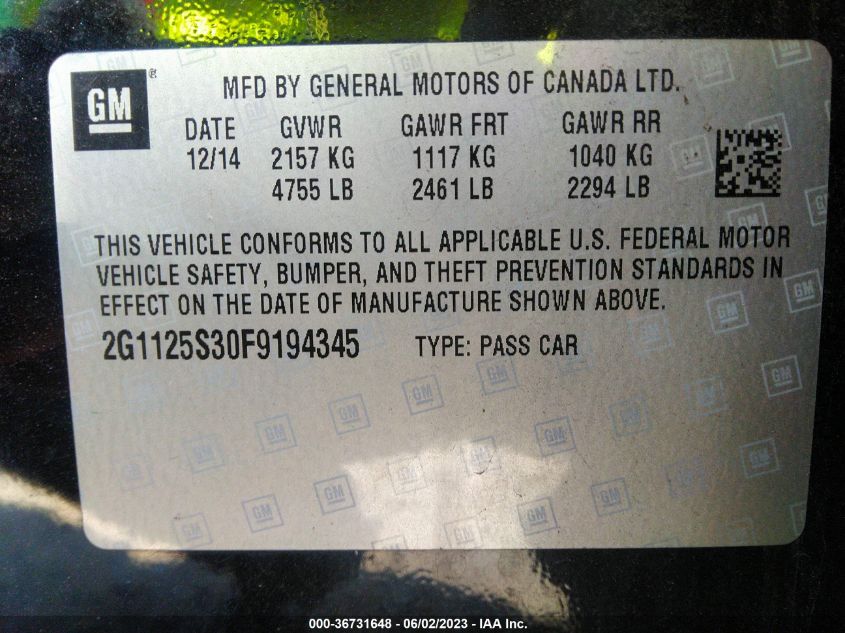 GM ® MFD BY GENERAL MOTORS OF CANADA LTD.
DATE GVWR GAWR FRT GAWR RR
12/14 2157 KG 1117 KG 1040 KG
4755 LB 2461 LB 2294 LB
THIS VEHICLE CONFORMS TO ALL APPLICABLE U.S. FEDERAL MOTOR
VEHICLE SAFETY, BUMPER, AND THEFT PREVENTION STANDARDS IN
EFFECT ON THE DATE OF MANUFACTURE SHOWN ABOVE.
2G1125S30F9194345 TYPE: PASS CAR
000-36731648 - 06/02/2023 - IAA Inc.